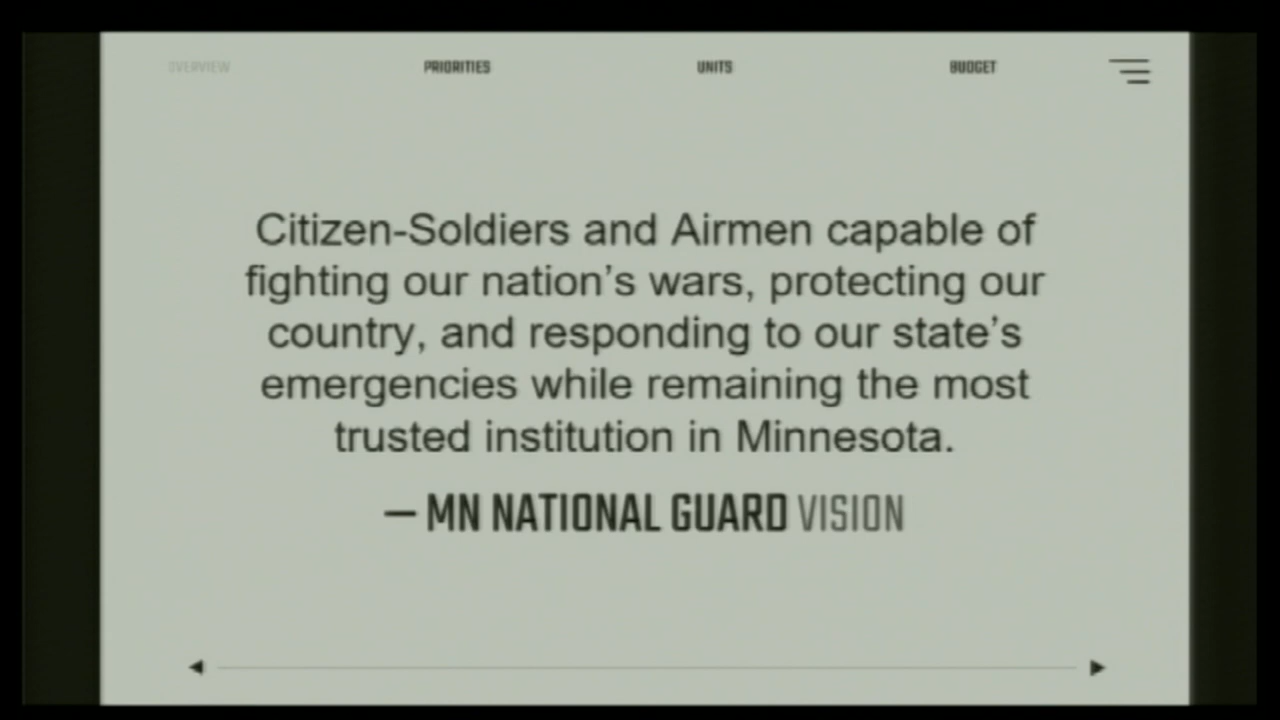 OVERVIEW PRIORITIES UNITS BUDGET
Citizen-Soldiers and Airmen capable of
fighting our nation’s wars, protecting our
country, and responding to our state’s
emergencies while remaining the most
trusted institution in Minnesota.
— MN NATIONAL GUARD VISION